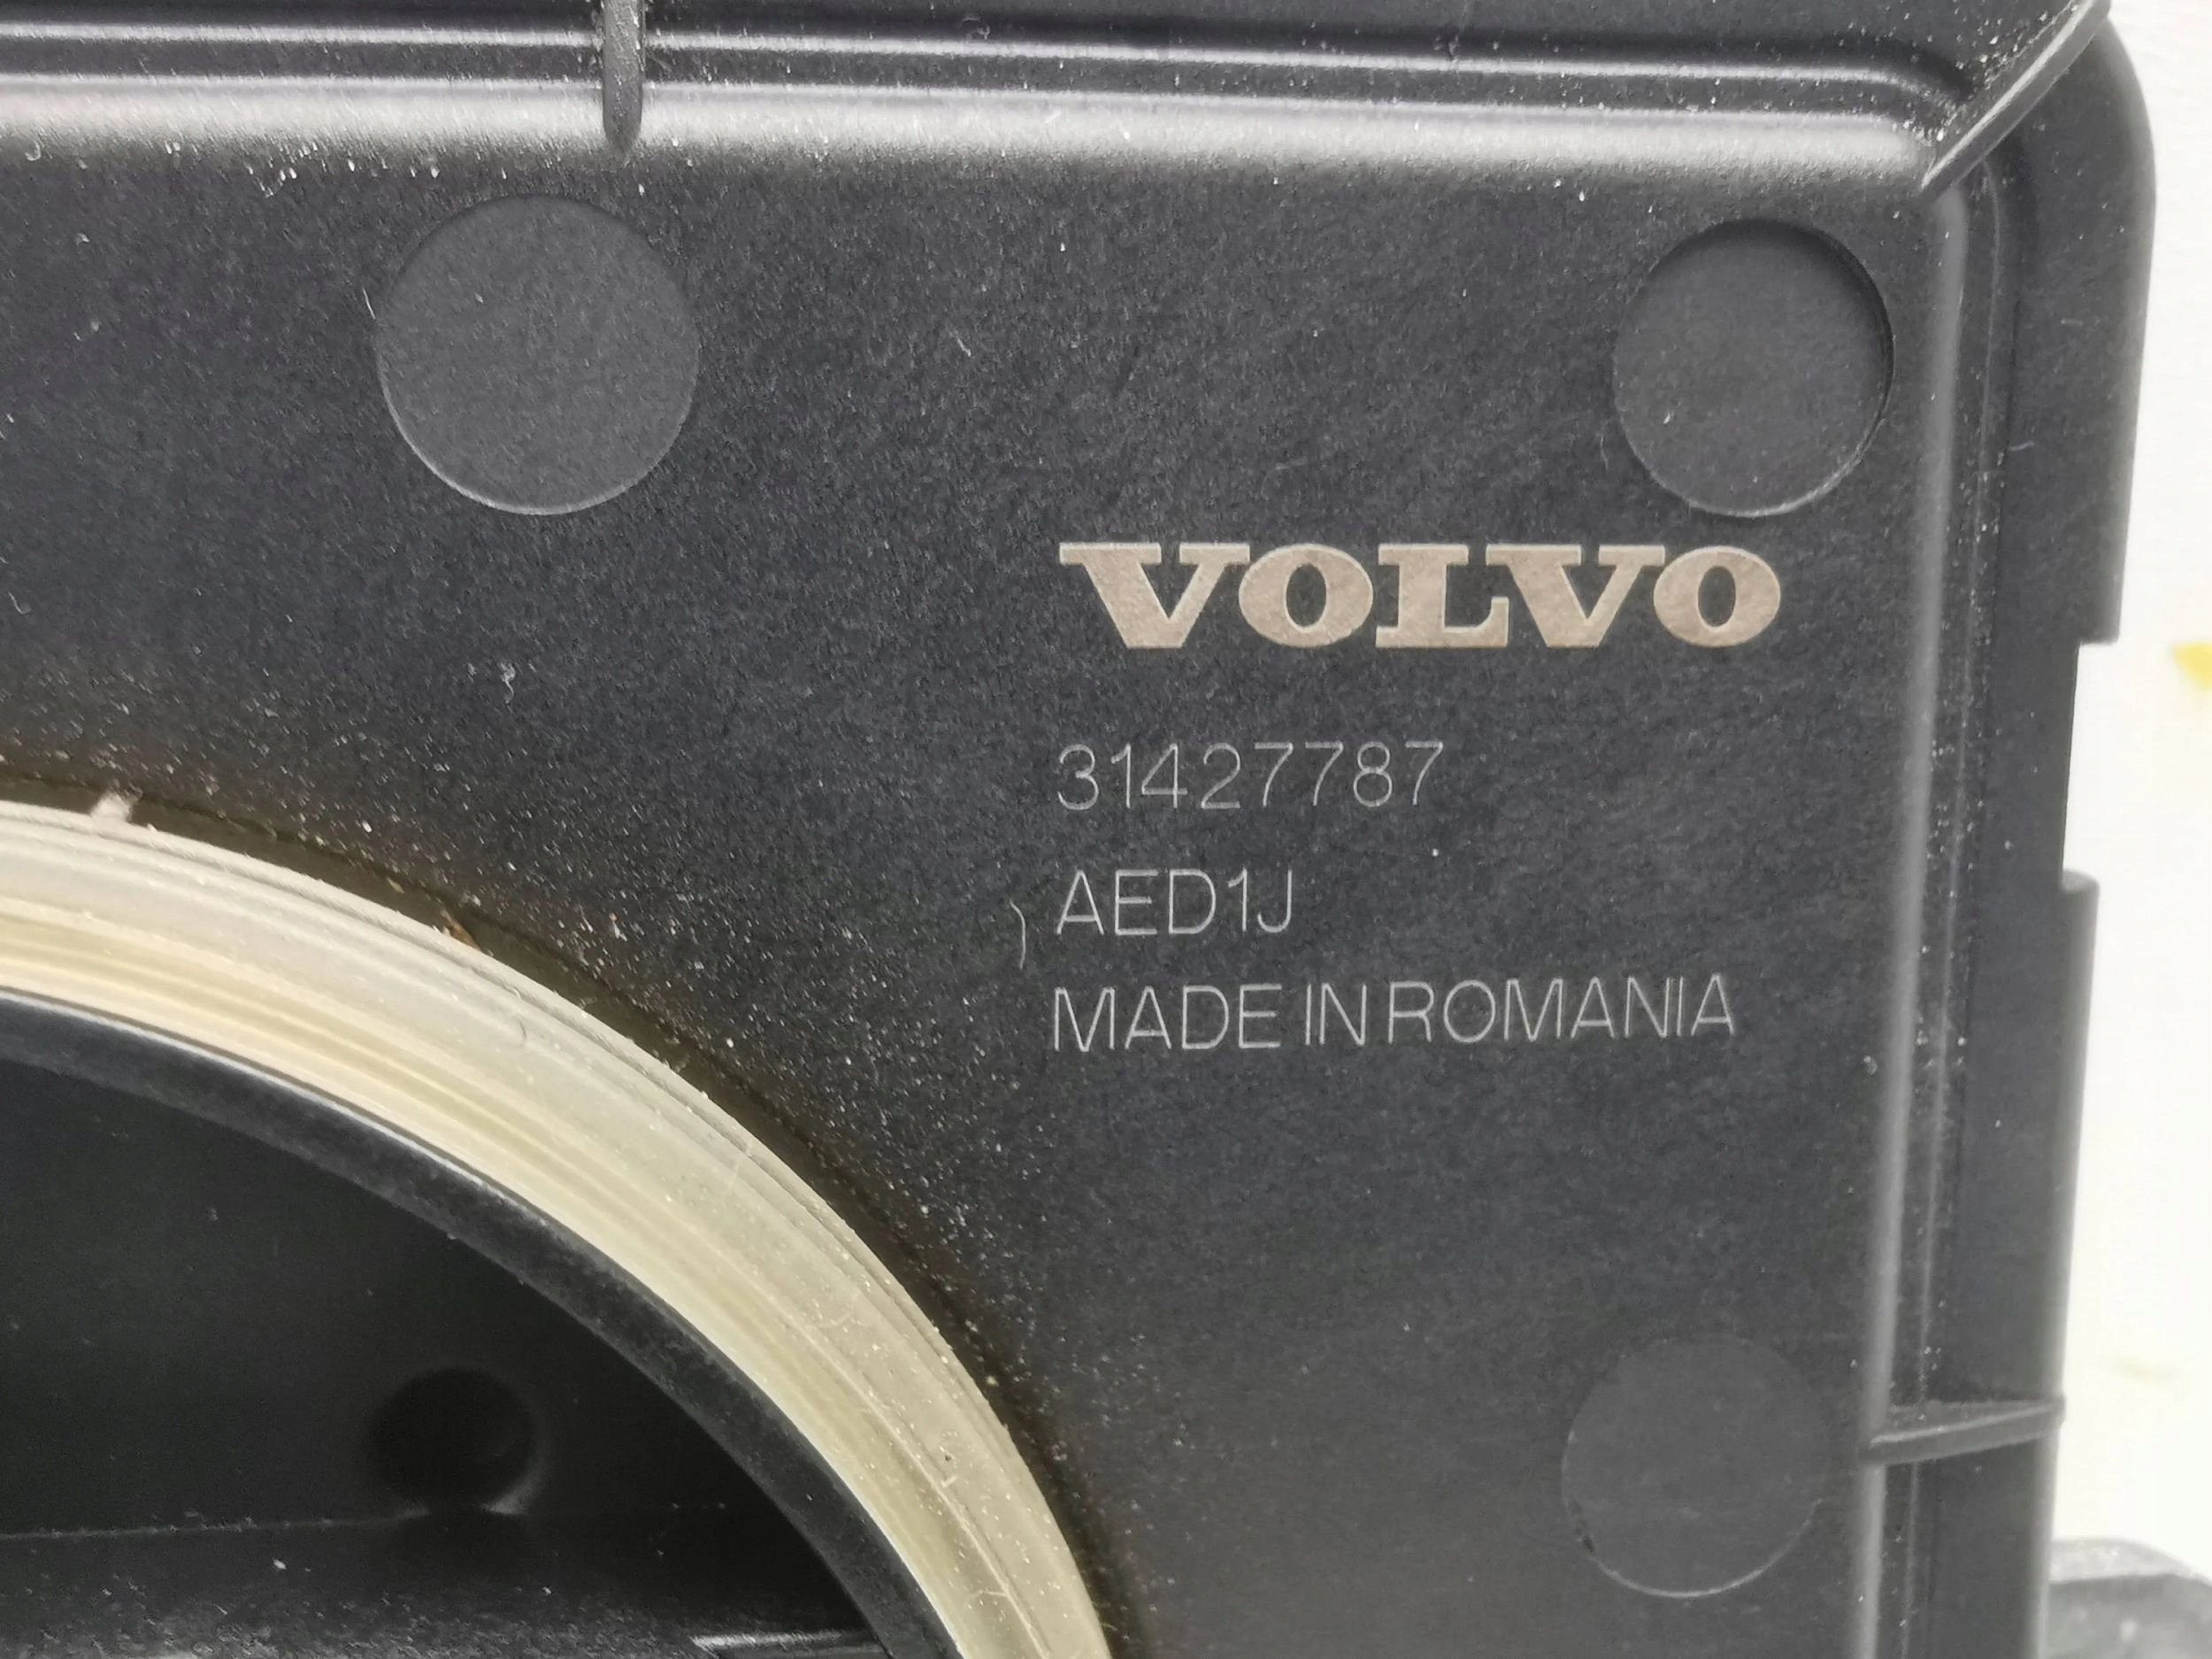 VOLVO
31427787
AED1J
MADE IN ROMANIA